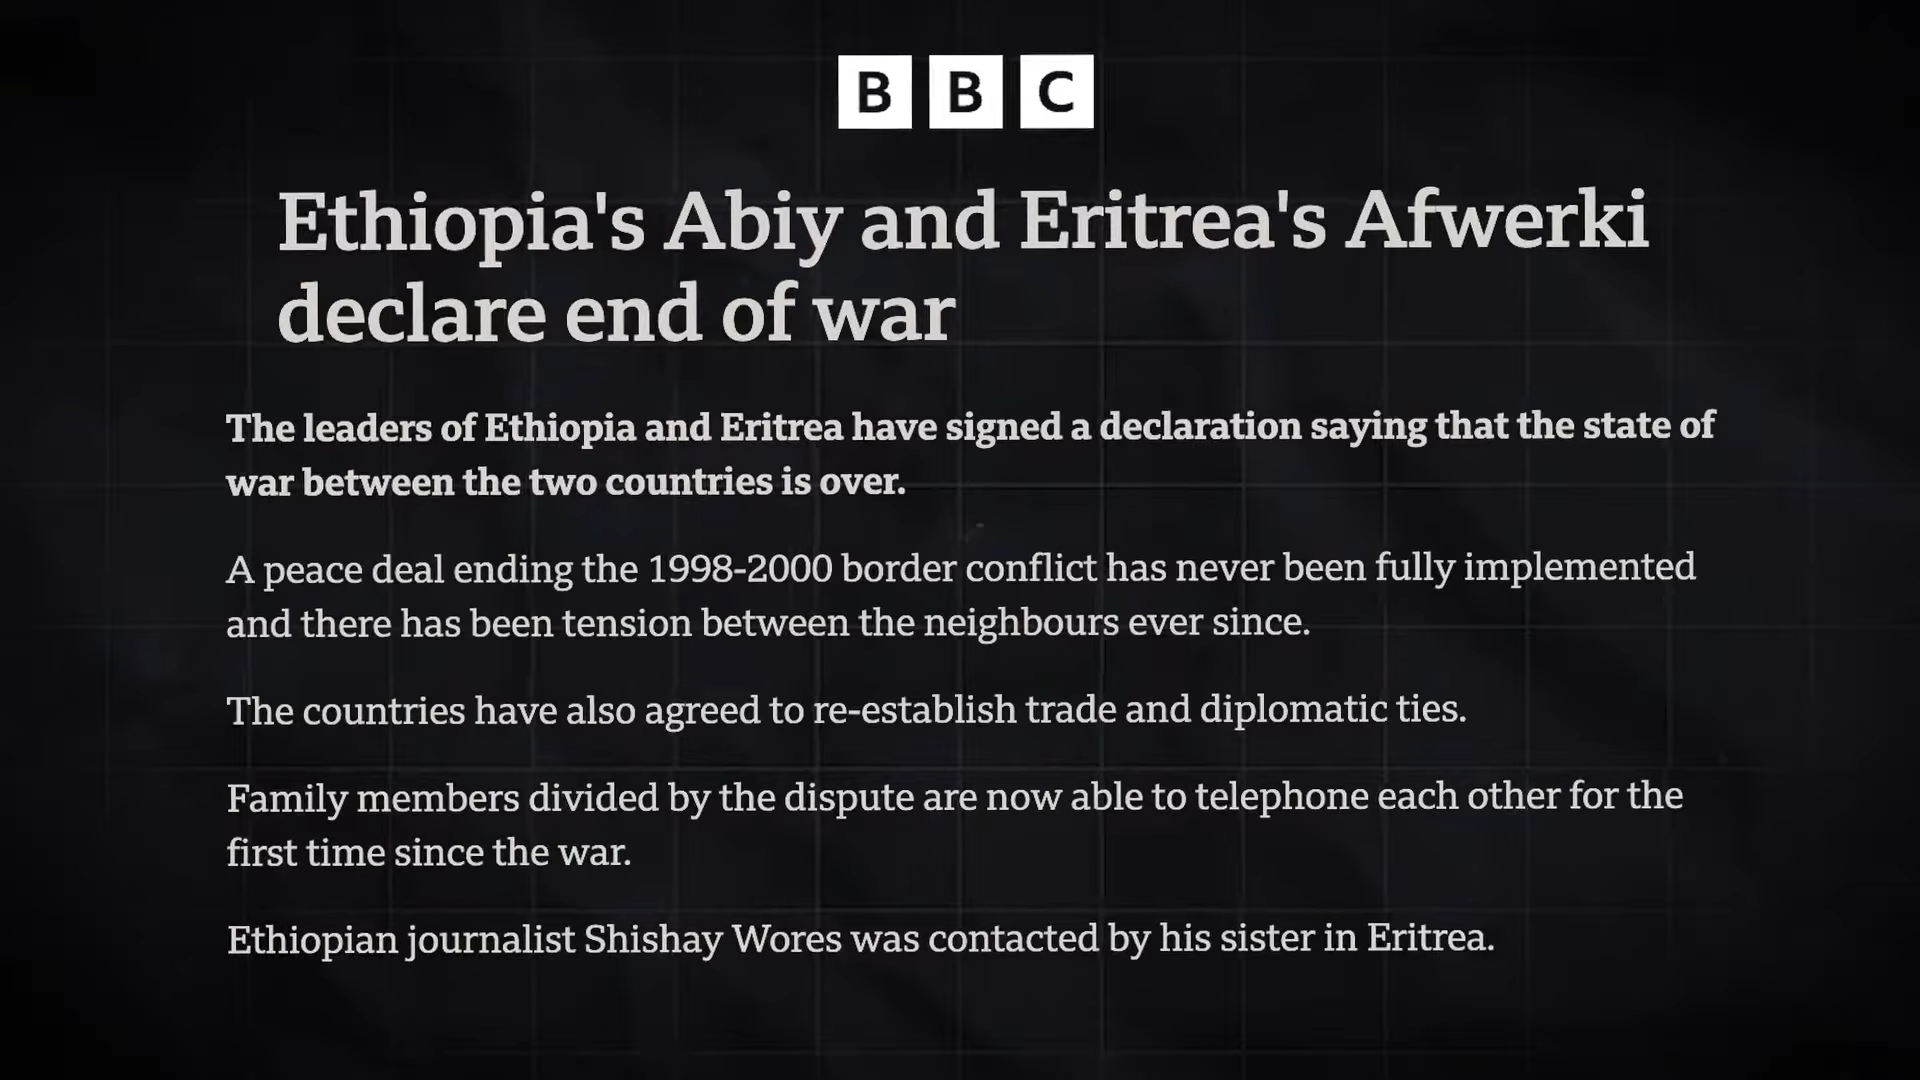 BBC
Ethiopia's Abiy and Eritrea's Afwerki
declare end of war
The leaders of Ethiopia and Eritrea have signed a declaration saying that the state of
war between the two countries is over.
A peace deal ending the 1998-2000 border conflict has never been fully implemented
and there has been tension between the neighbours ever since.
The countries have also agreed to re-establish trade and diplomatic ties.
Family members divided by the dispute are now able to telephone each other for the
first time since the war.
Ethiopian journalist Shishay Wores was contacted by his sister in Eritrea.